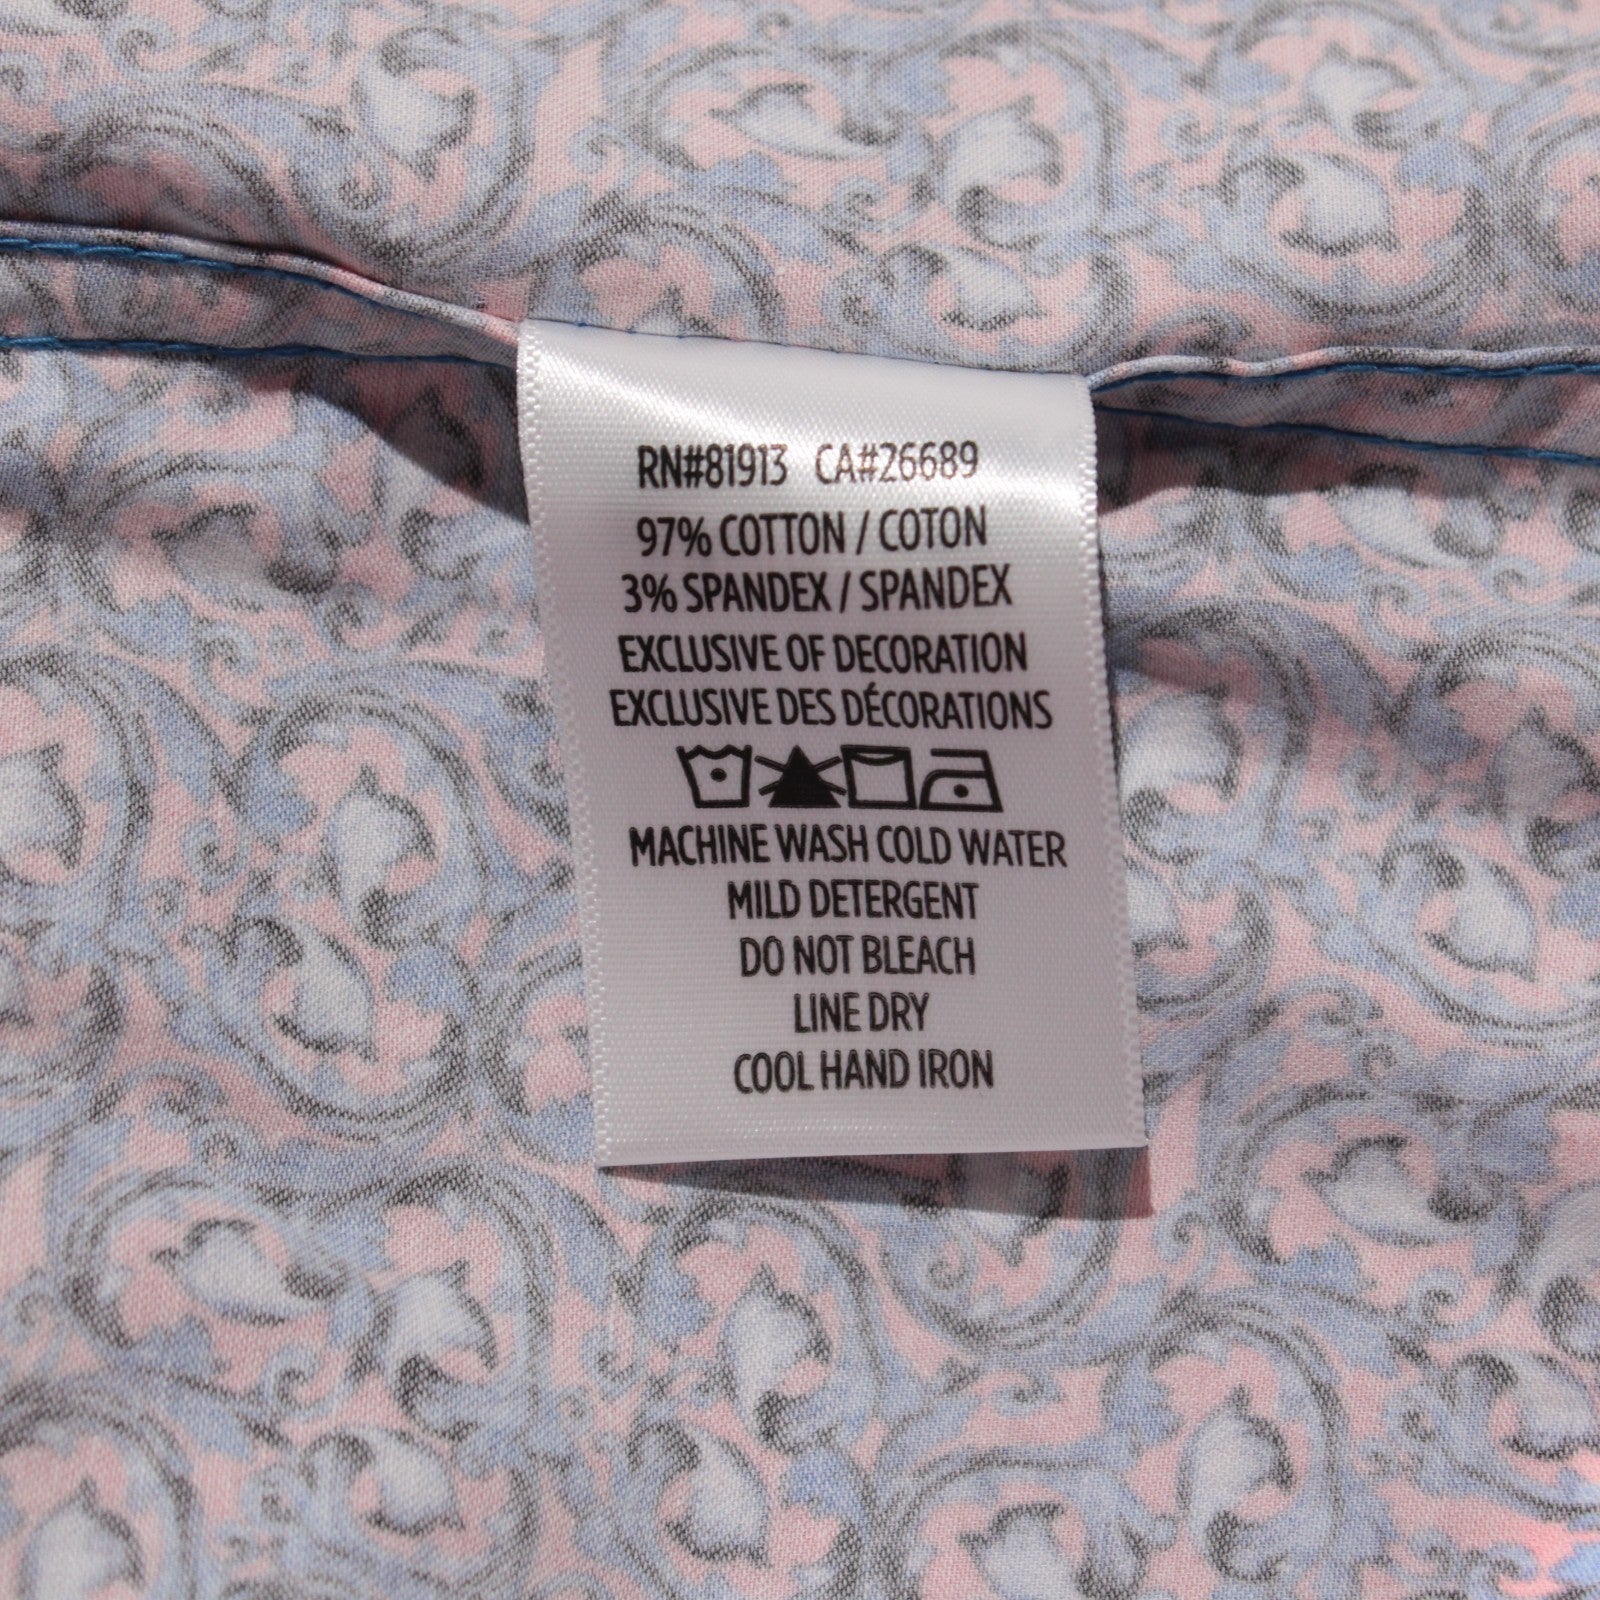 RN#81913 CA#26689
97% COTTON / COTON
3% SPANDEX / SPANDEX
EXCLUSIVE OF DECORATION
EXCLUSIVE DES DÉCORATIONS
MACHINE WASH COLD WATER
MILD DETERGENT
DO NOT BLEACH
LINE DRY
COOL HAND IRON